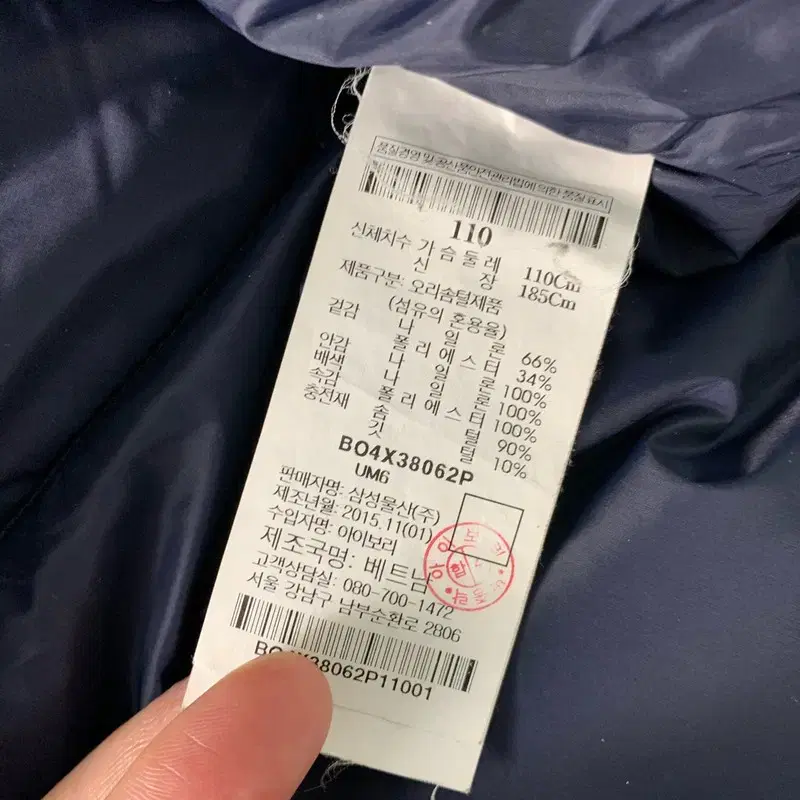 품질경영 및 공산품안전관리법에 의한 품질표시
110
신체치수 가슴둘레 110Cm
신장 185Cm
제품구분: 오리솜털제품
(섬유의 혼용율)
겉감 나일론 66%
폴리에스터 34%
안감 나일론 100%
배색 나일론 100%
속감 폴리에스터 100%
충전재 솜털 90%
깃털 10%
BO4X38062P
UM6
판매자명: 삼성물산(주)
제조년월: 2015.11(01)
수입자명: 아이보리
제조국명: 베트남
고객상담실: 080-700-1472
서울 강남구 남부순환로 2806
BO4X38062P11001